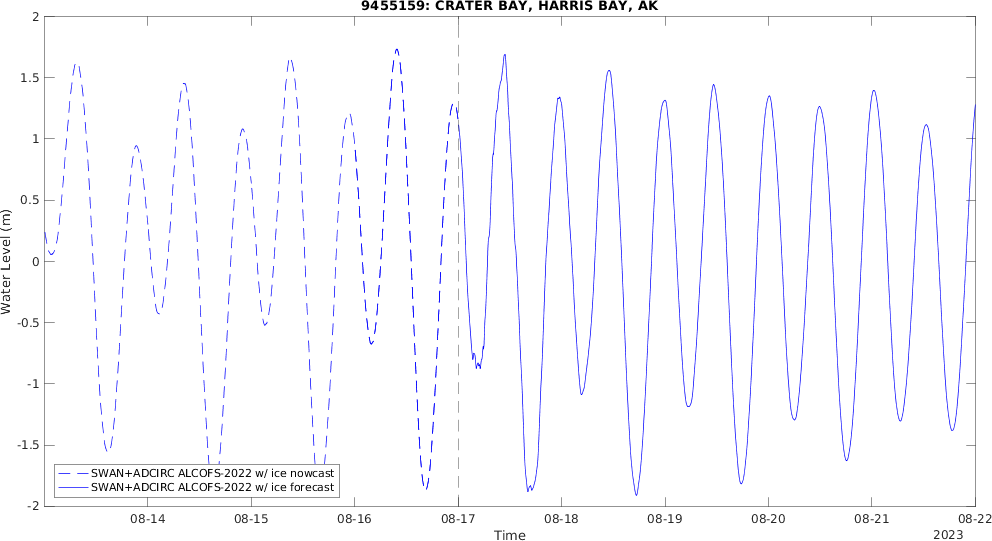 9455159: CRATER BAY, HARRIS BAY, AK
2
1.5
1
0.5
0
-0.5
-1
-1.5
-2
Water Level (m)
SWAN+ADCIRC ALCOFS-2022 w/ ice nowcast
SWAN+ADCIRC ALCOFS-2022 w/ ice forecast
08-14 08-15 08-16 08-17 08-18 08-19 08-20 08-21 08-22
Time
2023